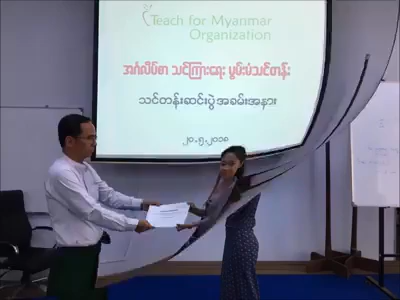 Teach for Myanmar
Organization
အင်္ဂလိပ်စာ သင်ကြားရေး မွမ်းမံသင်တန်း
သင်တန်းဆင်းပွဲ အခမ်းအနား
၂၀.၅.၂၀၁၈